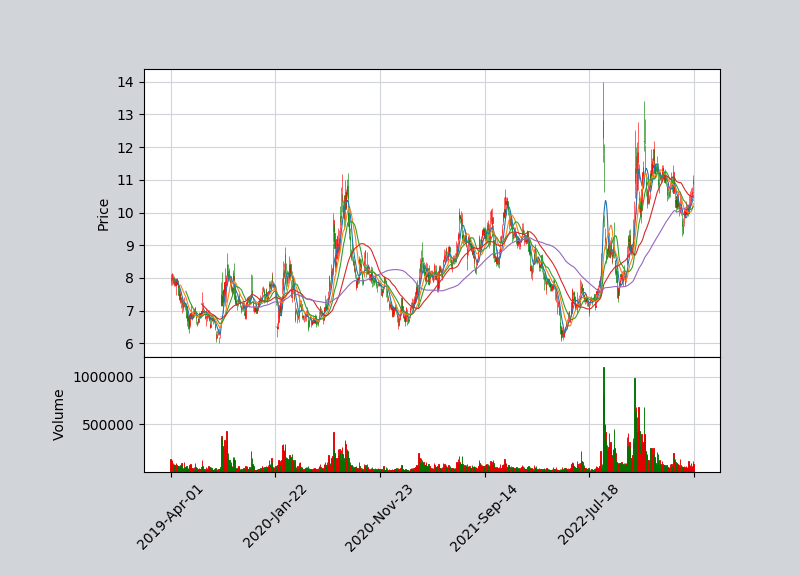 14
13
12
11
10
9
8
7
6
Price
1000000
500000
Volume
2019-Apr-01
2020-Jan-22
2020-Nov-23
2021-Sep-14
2022-Jul-18